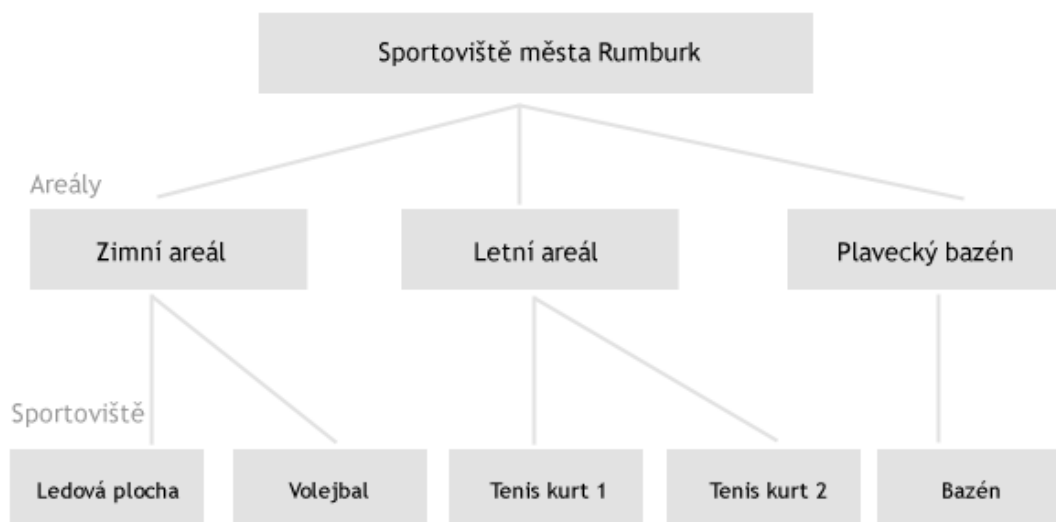 Sportoviště města Rumburk
Areály
Zimní areál
Letní areál
Plavecký bazén
Sportoviště
Ledová plocha
Volejbal
Tenis kurt 1
Tenis kurt 2
Bazén